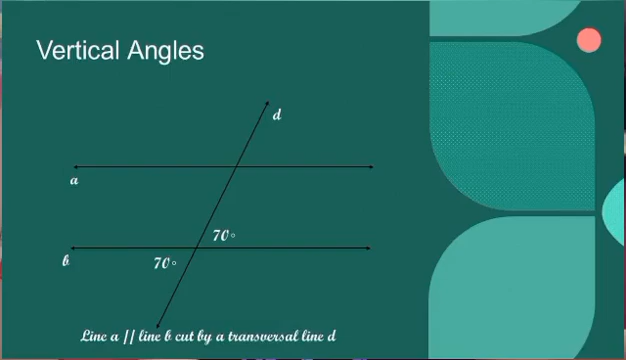 Vertical Angles
d
a
70°
b
70°
Line a // line b cut by a transversal line d